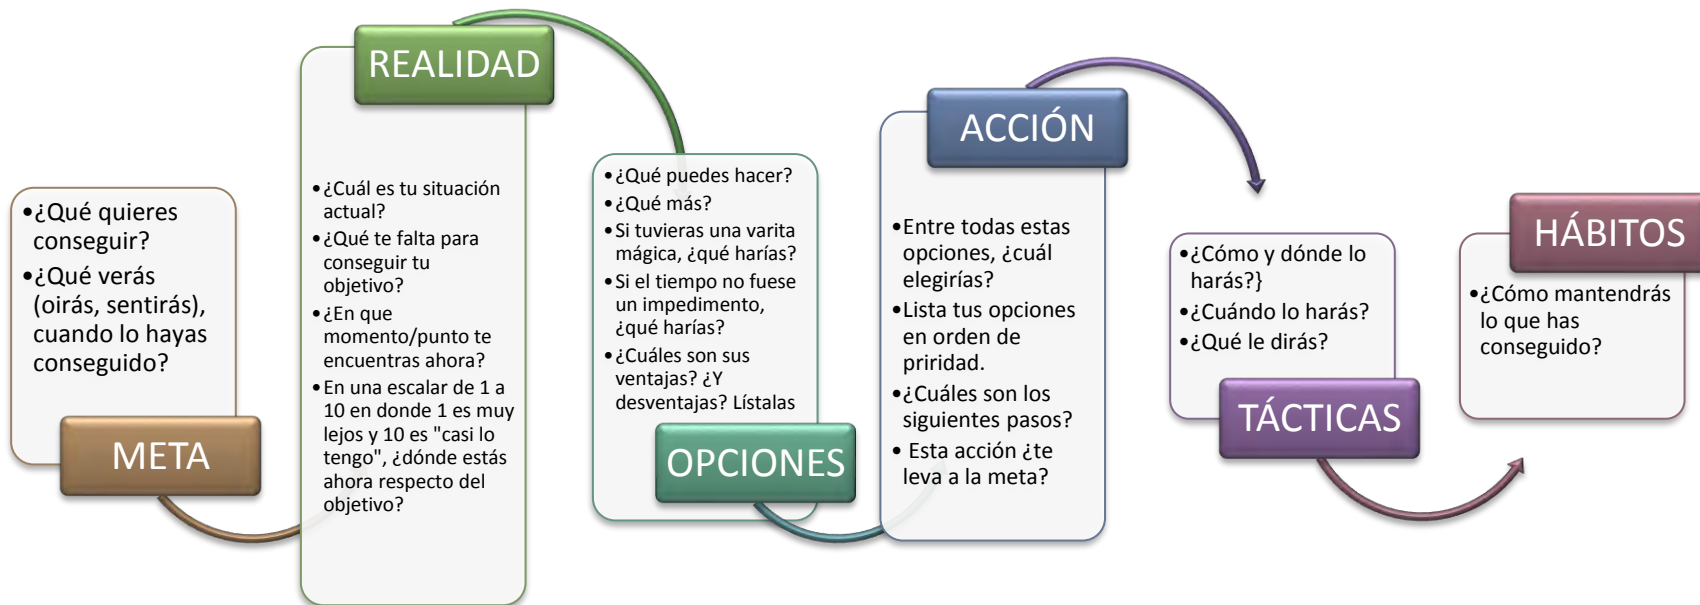 •¿Qué quieres
conseguir?
•¿Qué verás
(oirás, sentirás),
cuando lo hayas
conseguido?
META
REALIDAD
•¿Cuál es tu situación
actual?
•¿Qué te falta para
conseguir tu
objetivo?
•¿En que
momento/punto te
encuentras ahora?
•En una escalar de 1 a
10 en donde 1 es muy
lejos y 10 es "casi lo
tengo", ¿dónde estás
ahora respecto del
objetivo?
•¿Qué puedes hacer?
•¿Qué más?
•Si tuvieras una varita
mágica, ¿qué harías?
•Si el tiempo no fuese
un impedimento,
¿qué harías?
•¿Cuáles son sus
ventajas? ¿Y
desventajas? Lístalas
OPCIONES
ACCIÓN
•Entre todas estas
opciones, ¿cuál
elegirías?
•Lista tus opciones
en orden de
priridad.
•¿Cuáles son los
siguientes pasos?
• Esta acción ¿te
leva a la meta?
•¿Cómo y dónde lo
harás?}
•¿Cuándo lo harás?
•¿Qué le dirás?
TÁCTICAS
HÁBITOS
•¿Cómo mantendrás
lo que has
conseguido?